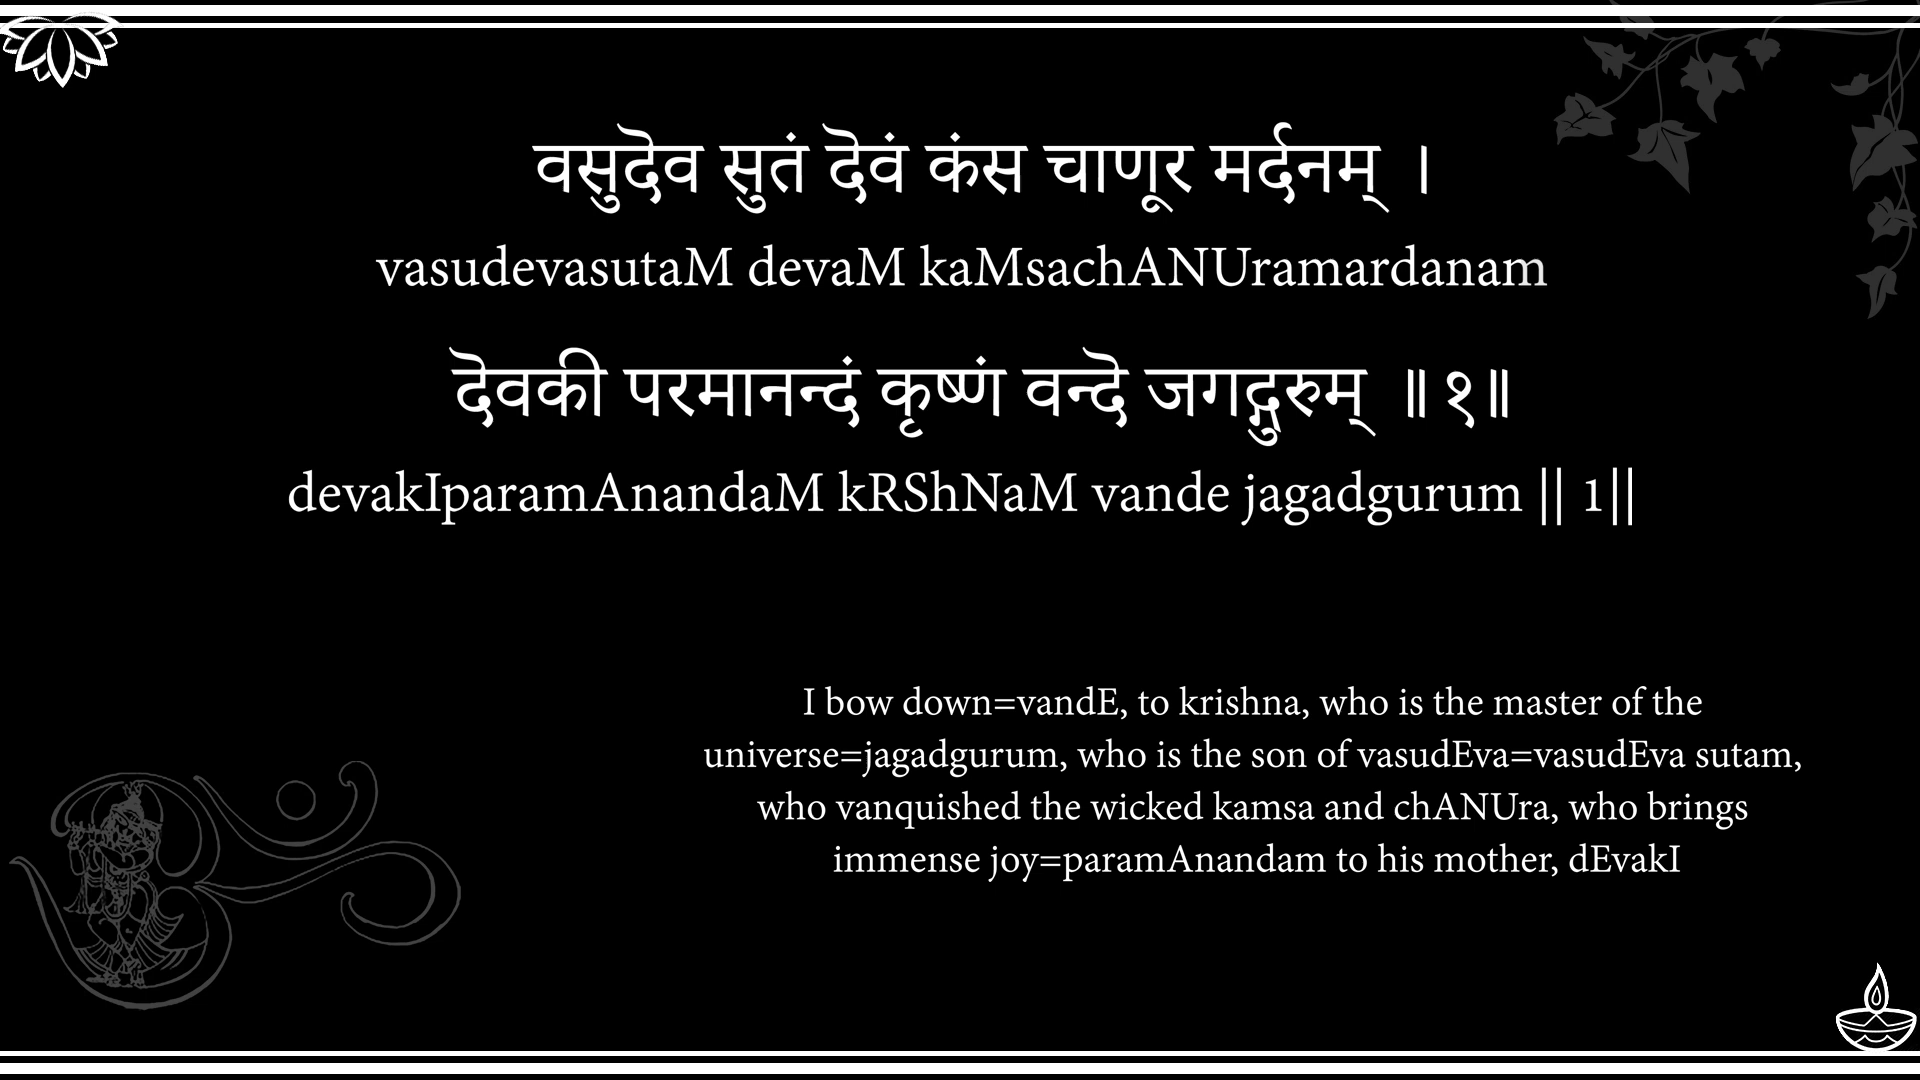 वसुदॆव सुतं दॆवं कंस चाणूर मर्दनम् ।
vasudevasutaM devaM kaMsachANUramardanam
दॆवकी परमानन्दं कृष्णं वन्दॆ जगद्गुरुम् ॥ १॥
devakIparamAnandaM kRShNaM vande jagadgurum || 1||
I bow down=vandE, to krishna, who is the master of the
universe=jagadgurum, who is the son of vasudEva=vasudEva sutam,
who vanquished the wicked kamsa and chANUra, who brings
immense joy=paramAnandam to his mother, dEvakI